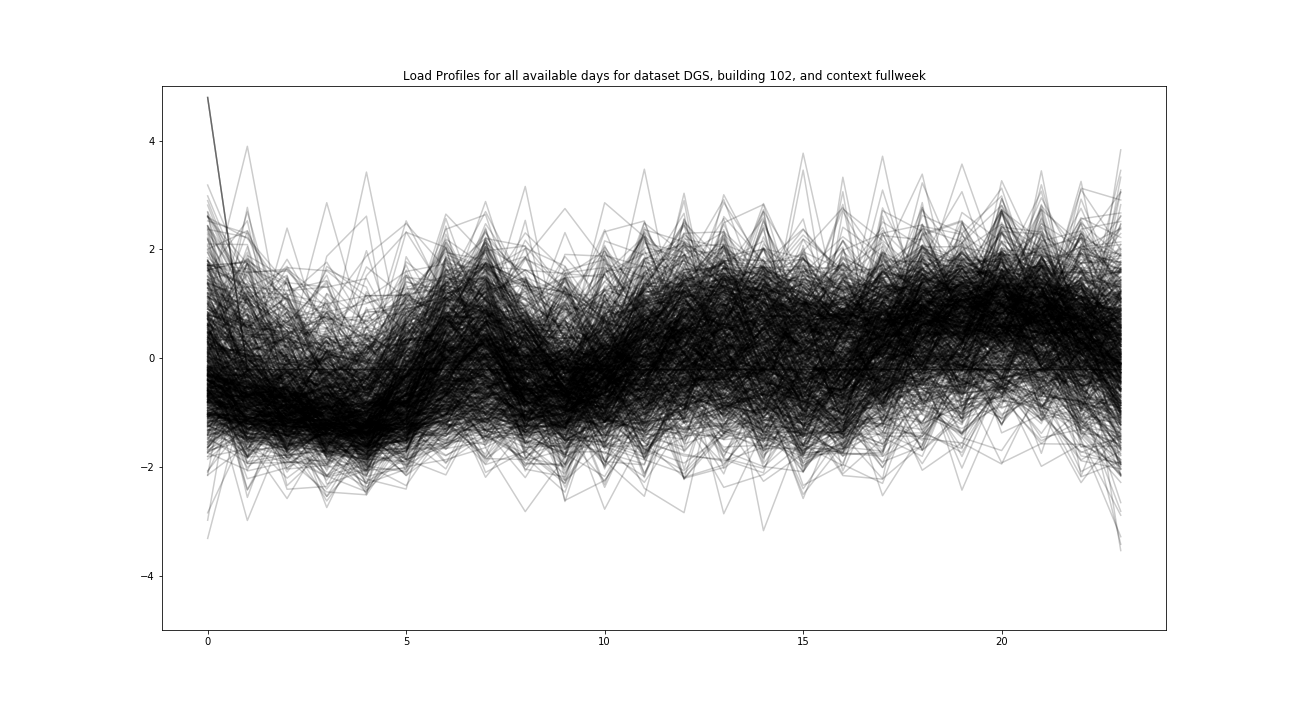 Load Profiles for all available days for dataset DGS, building 102, and context fullweek
4
2
0
−2
−4
0 5 10 15 20